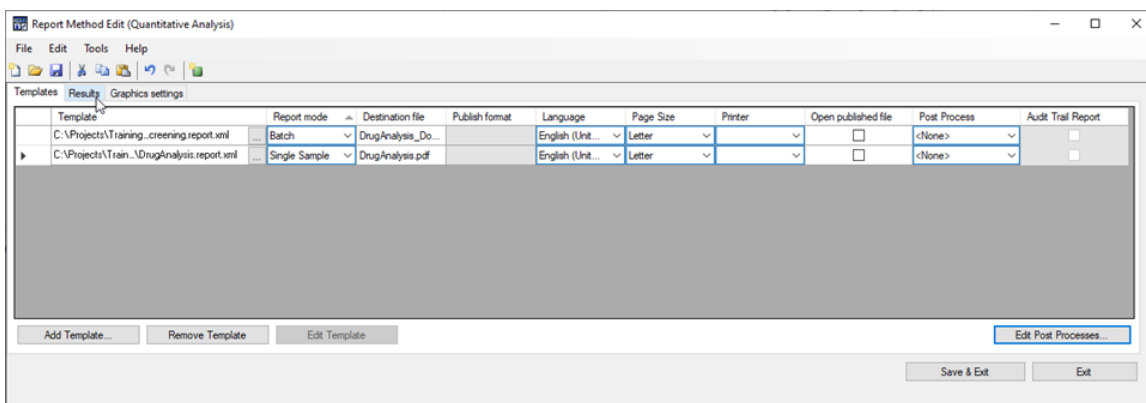 Report Method Edit (Quantitative Analysis)
File Edit Tools Help
Templates Results Graphics settings
Template Report mode Destination file Publish format Language Page Size Printer Open published file Post Process Audit Trail Report
C:\Projects\Training...creening.report.xml ... Batch DrugAnalysis_Do... English (Unit... Letter <None>
C:\Projects\Train...\DrugAnalysis.report.xml ... Single Sample DrugAnalysis.pdf English (Unit... Letter <None>
Add Template... Remove Template Edit Template Edit Post Processes...
Save & Exit Exit